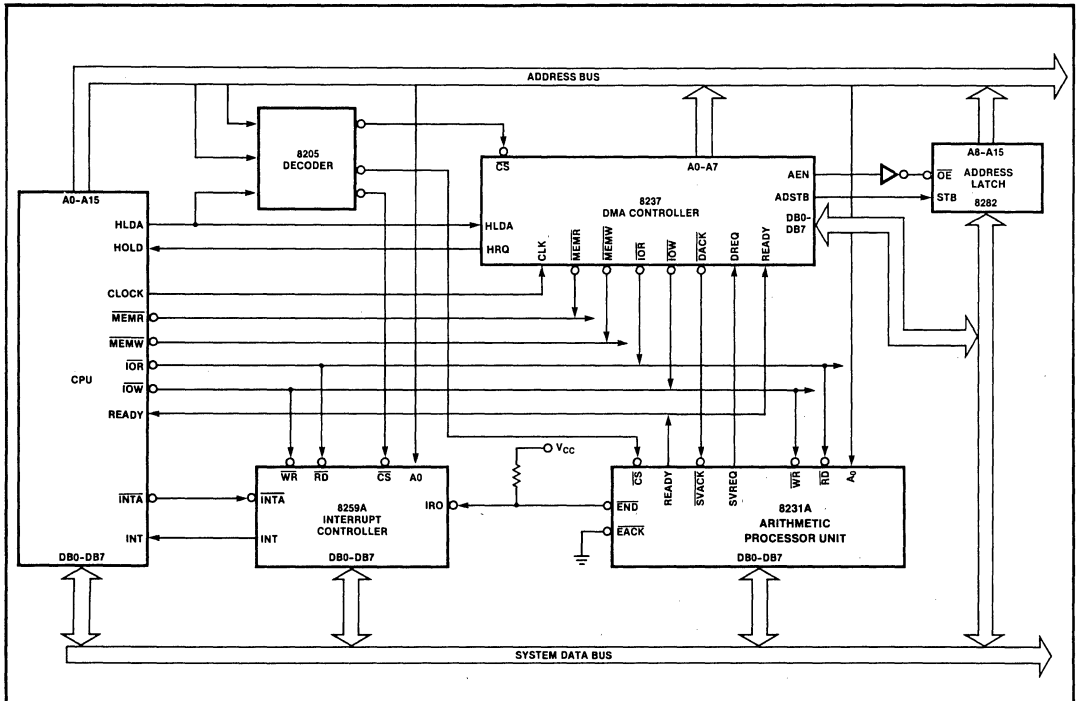 ADDRESS BUS
8205
DECODER
CS
A0–A7
AEN
ADSTB
DB0-
DB7
8237
DMA CONTROLLER
HLDA
HRQ
CLK
MEMR
MEMW
IOR
IOW
DACK
DREQ
READY
A8–A15
OE
ADDRESS
LATCH
STB
8282
A0–A15
HLDA
HOLD
CLOCK
MEMR
MEMW
IOR
CPU
IOW
READY
INTA
INT
DB0-DB7
VCC
WR
RD
CS
A0
8259A
INTERRUPT
CONTROLLER
IRO
INTA
INT
DB0-DB7
CS
READY
SVACK
SVREQ
WR
RD
A0
END
EACK
8231A
ARITHMETIC
PROCESSOR UNIT
DB0-DB7
SYSTEM DATA BUS